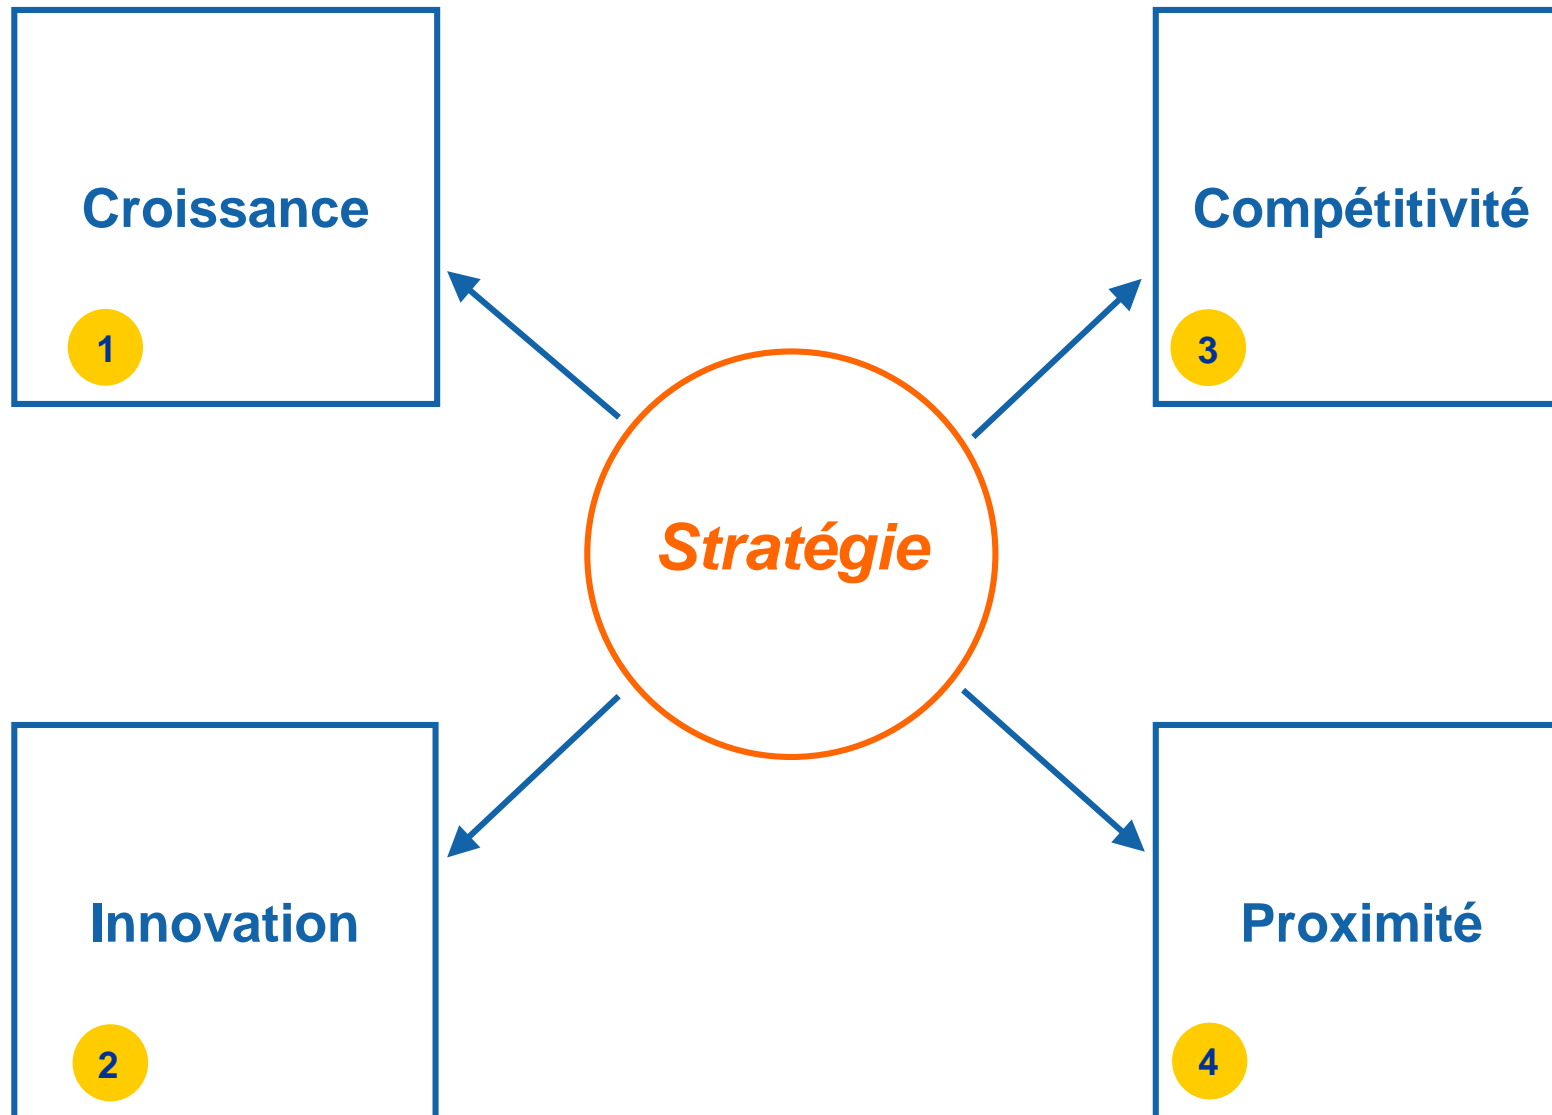 Croissance
1
Compétitivité
3
Stratégie
Innovation
2
Proximité
4